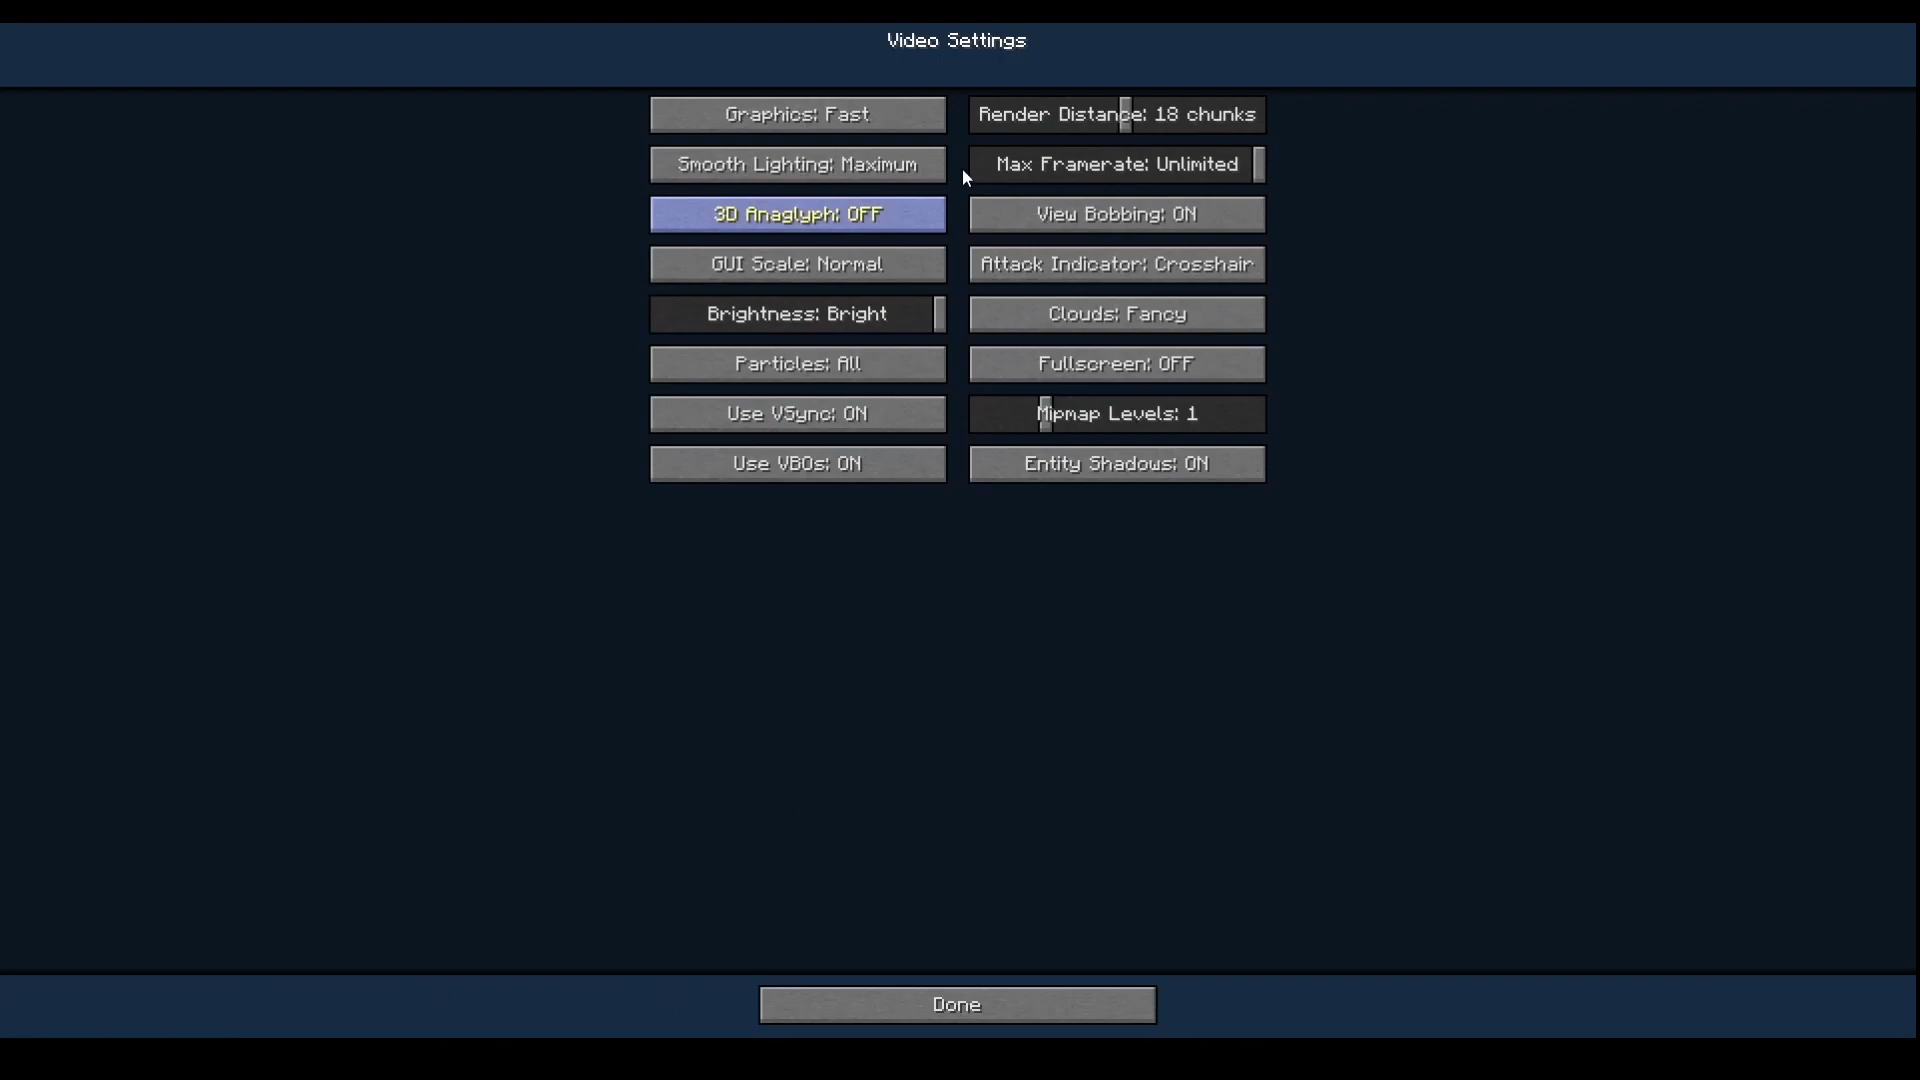 Video Settings
Graphics: Fast
Render Distance: 18 chunks
Smooth Lighting: Maximum
Max Framerate: Unlimited
3D Anaglyph: OFF
View Bobbing: ON
GUI Scale: Normal
Attack Indicator: Crosshair
Brightness: Bright
Clouds: Fancy
Particles: All
Fullscreen: OFF
Use VSync: ON
Mipmap Levels: 1
Use VBOs: ON
Entity Shadows: ON
Done